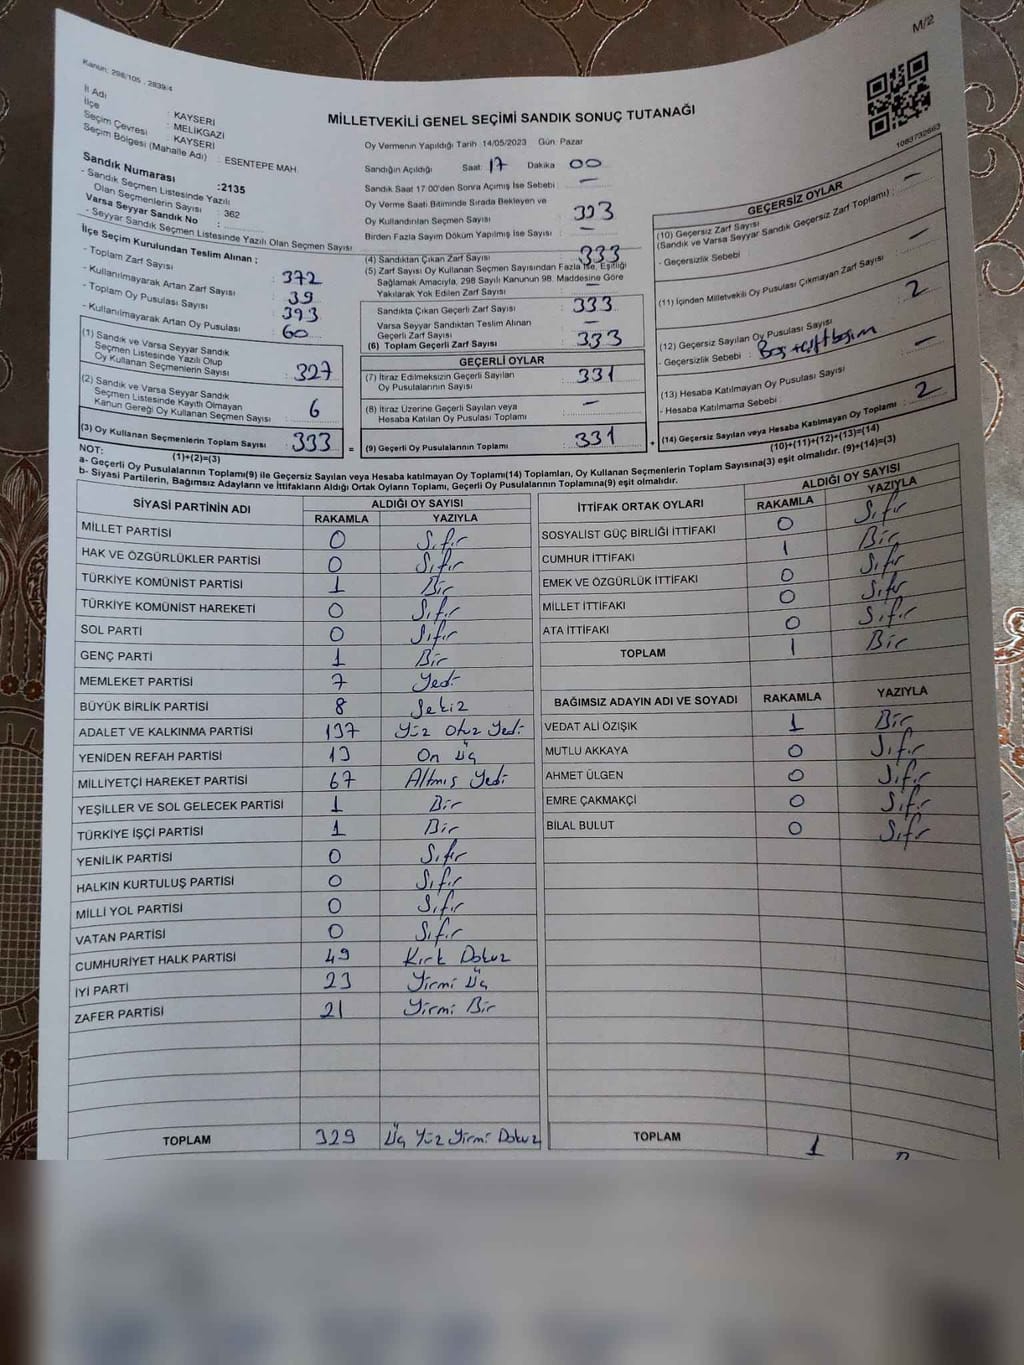 M/2
Kanun: 298/105 - 2839/4
MİLLETVEKİLİ GENEL SEÇİMİ SANDIK SONUÇ TUTANAĞI
1083732663
İl Adı : KAYSERİ
İlçe : MELİKGAZİ
Seçim Çevresi : KAYSERİ
Seçim Bölgesi (Mahalle Adı) : ESENTEPE MAH.
Sandık Numarası :2135
- Sandık Seçmen Listesinde Yazılı
Olan Seçmenlerin Sayısı : 362
Varsa Seyyar Sandık No :
- Seyyar Sandık Seçmen Listesinde Yazılı Olan Seçmen Sayısı
İlçe Seçim Kurulundan Teslim Alınan ;
- Toplam Zarf Sayısı : 372
- Kullanılmayarak Artan Zarf Sayısı : 39
- Toplam Oy Pusulası Sayısı : 393
- Kullanılmayarak Artan Oy Pusulası : 60
(1) Sandık ve Varsa Seyyar Sandık
Seçmen Listesinde Yazılı Olup
Oy Kullanan Seçmenlerin Sayısı : 327
(2) Sandık ve Varsa Seyyar Sandık
Seçmen Listesinde Kayıtlı Olmayan
Kanun Gereği Oy Kullanan Seçmen Sayısı : 6
(3) Oy Kullanan Seçmenlerin Toplam Sayısı : 333
(1)+(2)=(3)
Oy Vermenin Yapıldığı Tarih 14/05/2023 Gün Pazar
Sandığın Açıldığı Saat 17 Dakika 00
Sandık Saat 17:00'den Sonra Açımış İse Sebebi : —
Oy Verme Saati Bitiminde Sırada Bekleyen ve
Oy Kullandırılan Seçmen Sayısı : 333
Birden Fazla Sayım Döküm Yapılmış İse Sayısı : —
(4) Sandıktan Çıkan Zarf Sayısı : 333
(5) Zarf Sayısı Oy Kullanan Seçmen Sayısından Fazla İse, Eşitliği
Sağlamak Amacıyla, 298 Sayılı Kanunun 98. Maddesine Göre
Yakılarak Yok Edilen Zarf Sayısı : —
Sandıkta Çıkan Geçerli Zarf Sayısı : 333
Varsa Seyyar Sandıktan Teslim Alınan
Geçerli Zarf Sayısı : —
(6) Toplam Geçerli Zarf Sayısı : 333
GEÇERLİ OYLAR
(7) İtiraz Edilmeksizin Geçerli Sayılan
Oy Pusulalarının Sayısı : 331
(8) İtiraz Üzerine Geçerli Sayılan veya
Hesaba Katılan Oy Pusulası Toplamı : —
= (9) Geçerli Oy Pusulalarının Toplamı : 331
GEÇERSİZ OYLAR
(10) Geçersiz Zarf Sayısı
(Sandık ve Varsa Seyyar Sandık Geçersiz Zarf Toplamı) : —
- Geçersizlik Sebebi :
(11) İçinden Milletvekili Oy Pusulası Çıkmayan Zarf Sayısı : —
(12) Geçersiz Sayılan Oy Pusulası Sayısı : 2
- Geçersizlik Sebebi : Boş + çift basım
(13) Hesaba Katılmayan Oy Pusulası Sayısı : —
- Hesaba Katılmama Sebebi :
+ (14) Geçersiz Sayılan veya Hesaba Katılmayan Oy Toplamı : 2
(10)+(11)+(12)+(13)=(14)
NOT:
a- Geçerli Oy Pusulalarının Toplamı(9) ile Geçersiz Sayılan veya Hesaba katılmayan Oy Toplamı(14) Toplamları, Oy Kullanan Seçmenlerin Toplam Sayısına(3) eşit olmalıdır. (9)+(14)=(3)
b- Siyasi Partilerin, Bağımsız Adayların ve İttifakların Aldığı Ortak Oyların Toplamı, Geçerli Oy Pusulalarının Toplamına(9) eşit olmalıdır.
SİYASİ PARTİNİN ADI ALDIĞI OY SAYISI
RAKAMLA YAZIYLA
MİLLET PARTİSİ 0 Sıfır
HAK VE ÖZGÜRLÜKLER PARTİSİ 0 Sıfır
TÜRKİYE KOMÜNİST PARTİSİ 1 Bir
TÜRKİYE KOMÜNİST HAREKETİ 0 Sıfır
SOL PARTİ 0 Sıfır
GENÇ PARTİ 1 Bir
MEMLEKET PARTİSİ 7 Yedi
BÜYÜK BİRLİK PARTİSİ 8 Sekiz
ADALET VE KALKINMA PARTİSİ 137 Yüz Otuz Yedi
YENİDEN REFAH PARTİSİ 13 On Üç
MİLLİYETÇİ HAREKET PARTİSİ 67 Altmış Yedi
YEŞİLLER VE SOL GELECEK PARTİSİ 1 Bir
TÜRKİYE İŞÇİ PARTİSİ 1 Bir
YENİLİK PARTİSİ 0 Sıfır
HALKIN KURTULUŞ PARTİSİ 0 Sıfır
MİLLİ YOL PARTİSİ 0 Sıfır
VATAN PARTİSİ 0 Sıfır
CUMHURİYET HALK PARTİSİ 49 Kırk Dokuz
İYİ PARTİ 23 Yirmi Üç
ZAFER PARTİSİ 21 Yirmi Bir
TOPLAM 329 Üç Yüz Yirmi Dokuz
İTTİFAK ORTAK OYLARI ALDIĞI OY SAYISI
RAKAMLA YAZIYLA
SOSYALİST GÜÇ BİRLİĞİ İTTİFAKI 0 Sıfır
CUMHUR İTTİFAKI 1 Bir
EMEK VE ÖZGÜRLÜK İTTİFAKI 0 Sıfır
MİLLET İTTİFAKI 0 Sıfır
ATA İTTİFAKI 0 Sıfır
TOPLAM 1 Bir
BAĞIMSIZ ADAYIN ADI VE SOYADI RAKAMLA YAZIYLA
VEDAT ALİ ÖZIŞIK 1 Bir
MUTLU AKKAYA 0 Sıfır
AHMET ÜLGEN 0 Sıfır
EMRE ÇAKMAKÇİ 0 Sıfır
BİLAL BULUT 0 Sıfır
TOPLAM 1